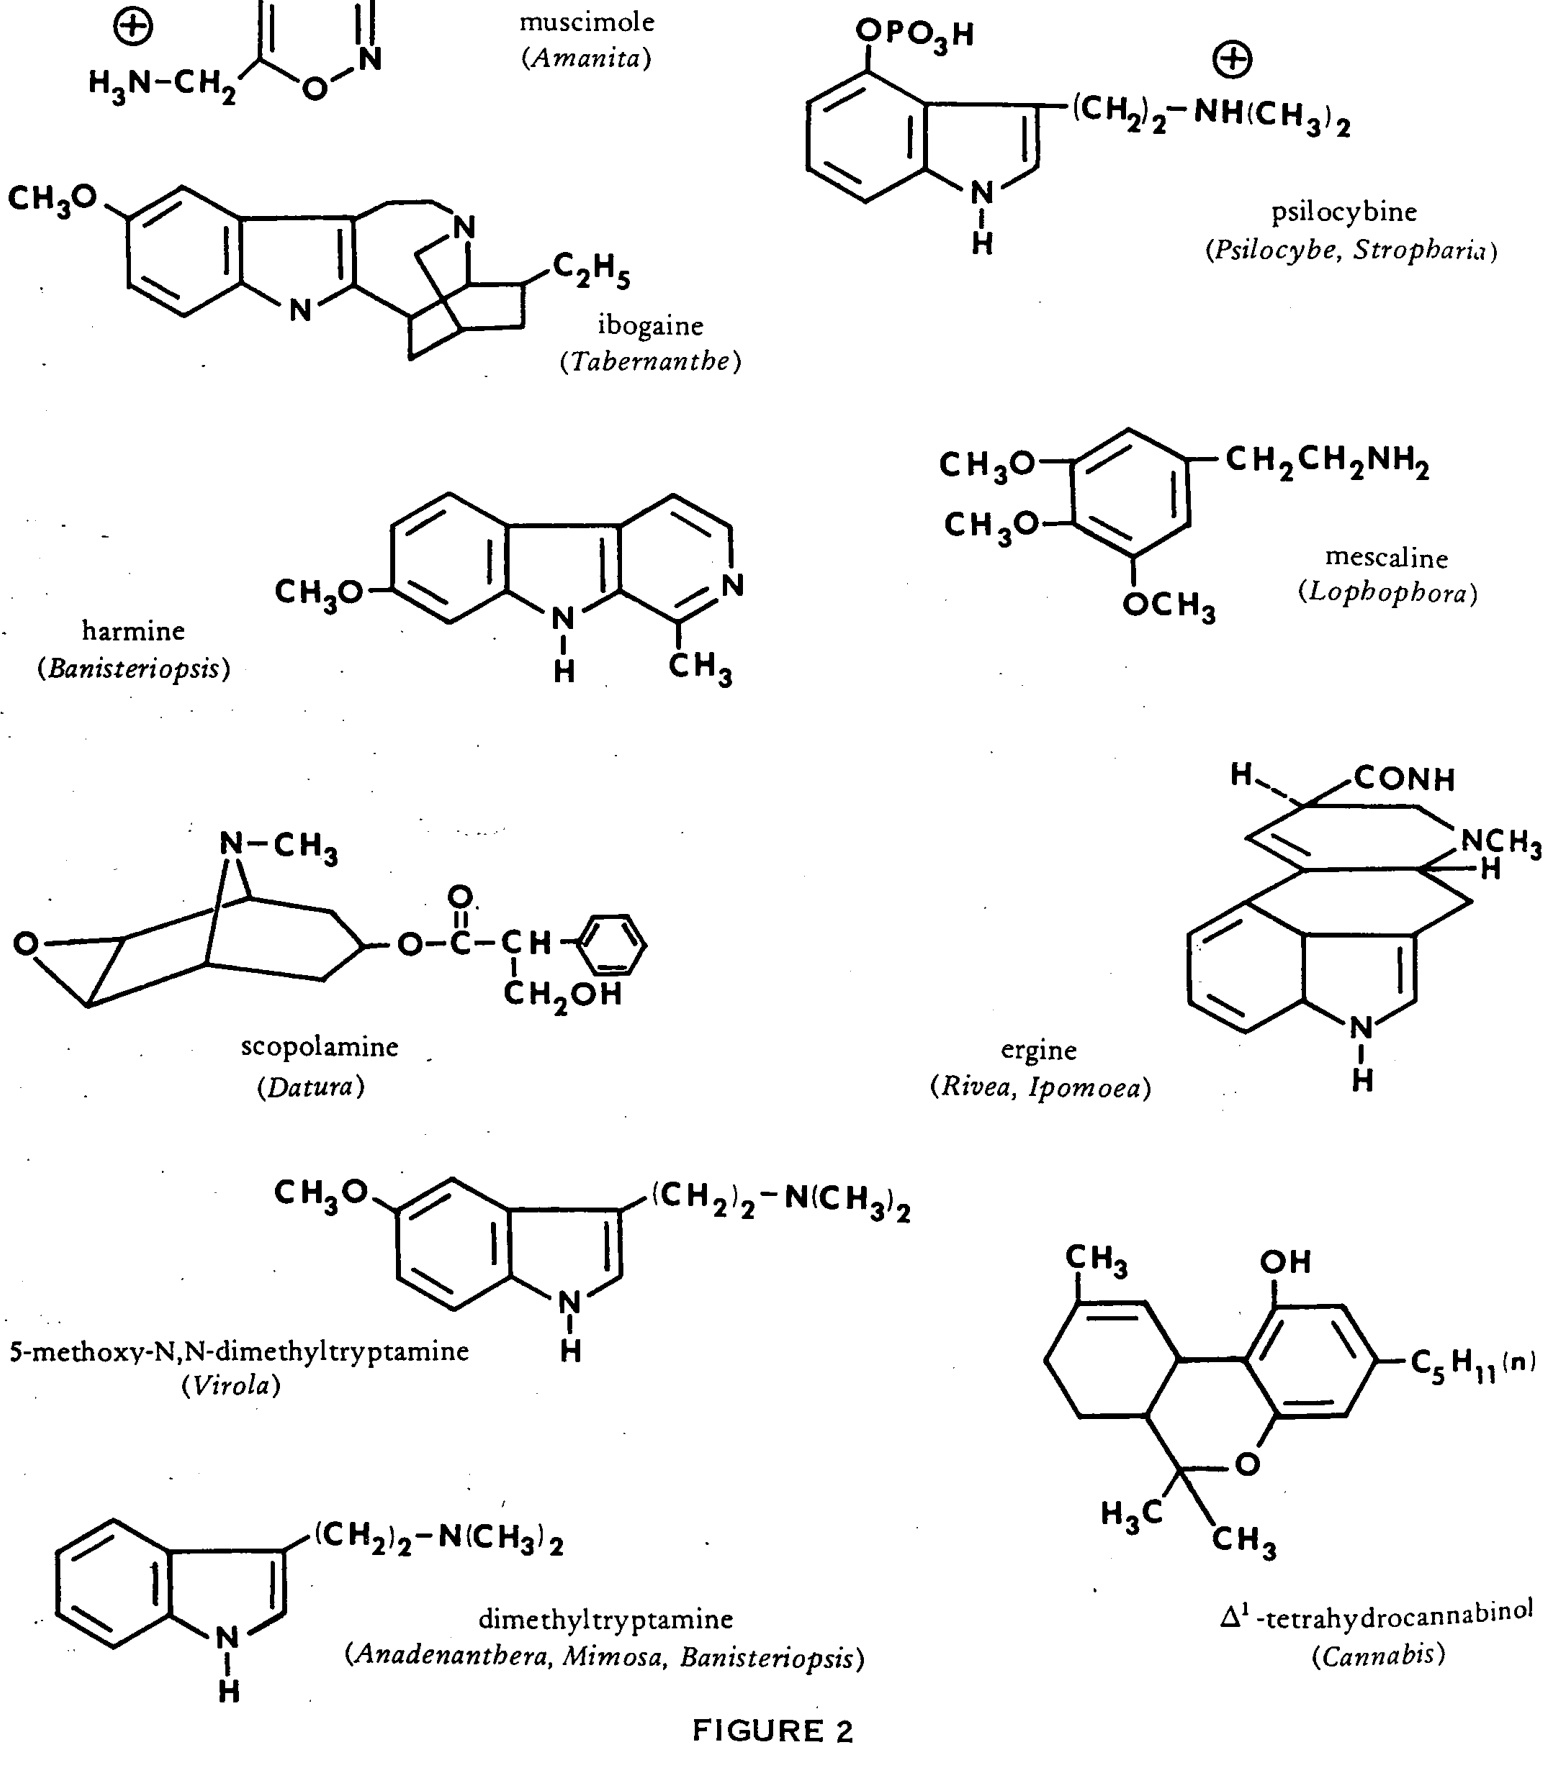 ⊕
muscimole
(Amanita)
H₃N–CH₂
O
N
OPO₃H
⊕
(CH₂)₂–NH(CH₃)₂
N
H
psilocybine
(Psilocybe, Stropharia)
CH₃O
N
N
C₂H₅
ibogaine
(Tabernanthe)
CH₃O
CH₂CH₂NH₂
CH₃O
OCH₃
mescaline
(Lophophora)
CH₃O
N
N
H
CH₃
harmine
(Banisteriopsis)
N–CH₃
O
O
O–C–CH
CH₂OH
scopolamine
(Datura)
H
CONH
NCH₃
H
N
H
ergine
(Rivea, Ipomoea)
CH₃O
(CH₂)₂–N(CH₃)₂
N
H
5-methoxy-N,N-dimethyltryptamine
(Virola)
CH₃
OH
C₅H₁₁(n)
O
H₃C
CH₃
Δ¹-tetrahydrocannabinol
(Cannabis)
(CH₂)₂–N(CH₃)₂
N
H
dimethyltryptamine
(Anadenanthera, Mimosa, Banisteriopsis)
FIGURE 2